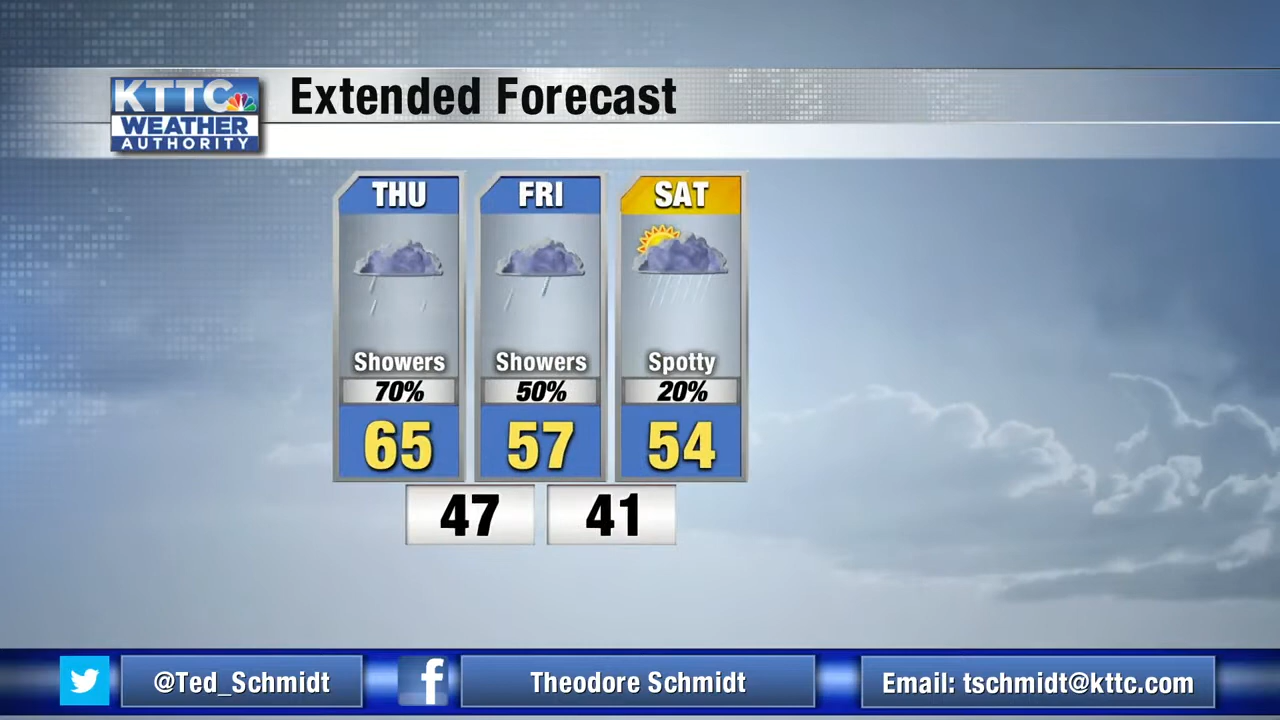 KTTC
WEATHER
AUTHORITY
Extended Forecast
THU FRI SAT
Showers Showers Spotty
70% 50% 20%
65 57 54
47 41
@Ted_Schmidt
f
Theodore Schmidt
Email: tschmidt@kttc.com